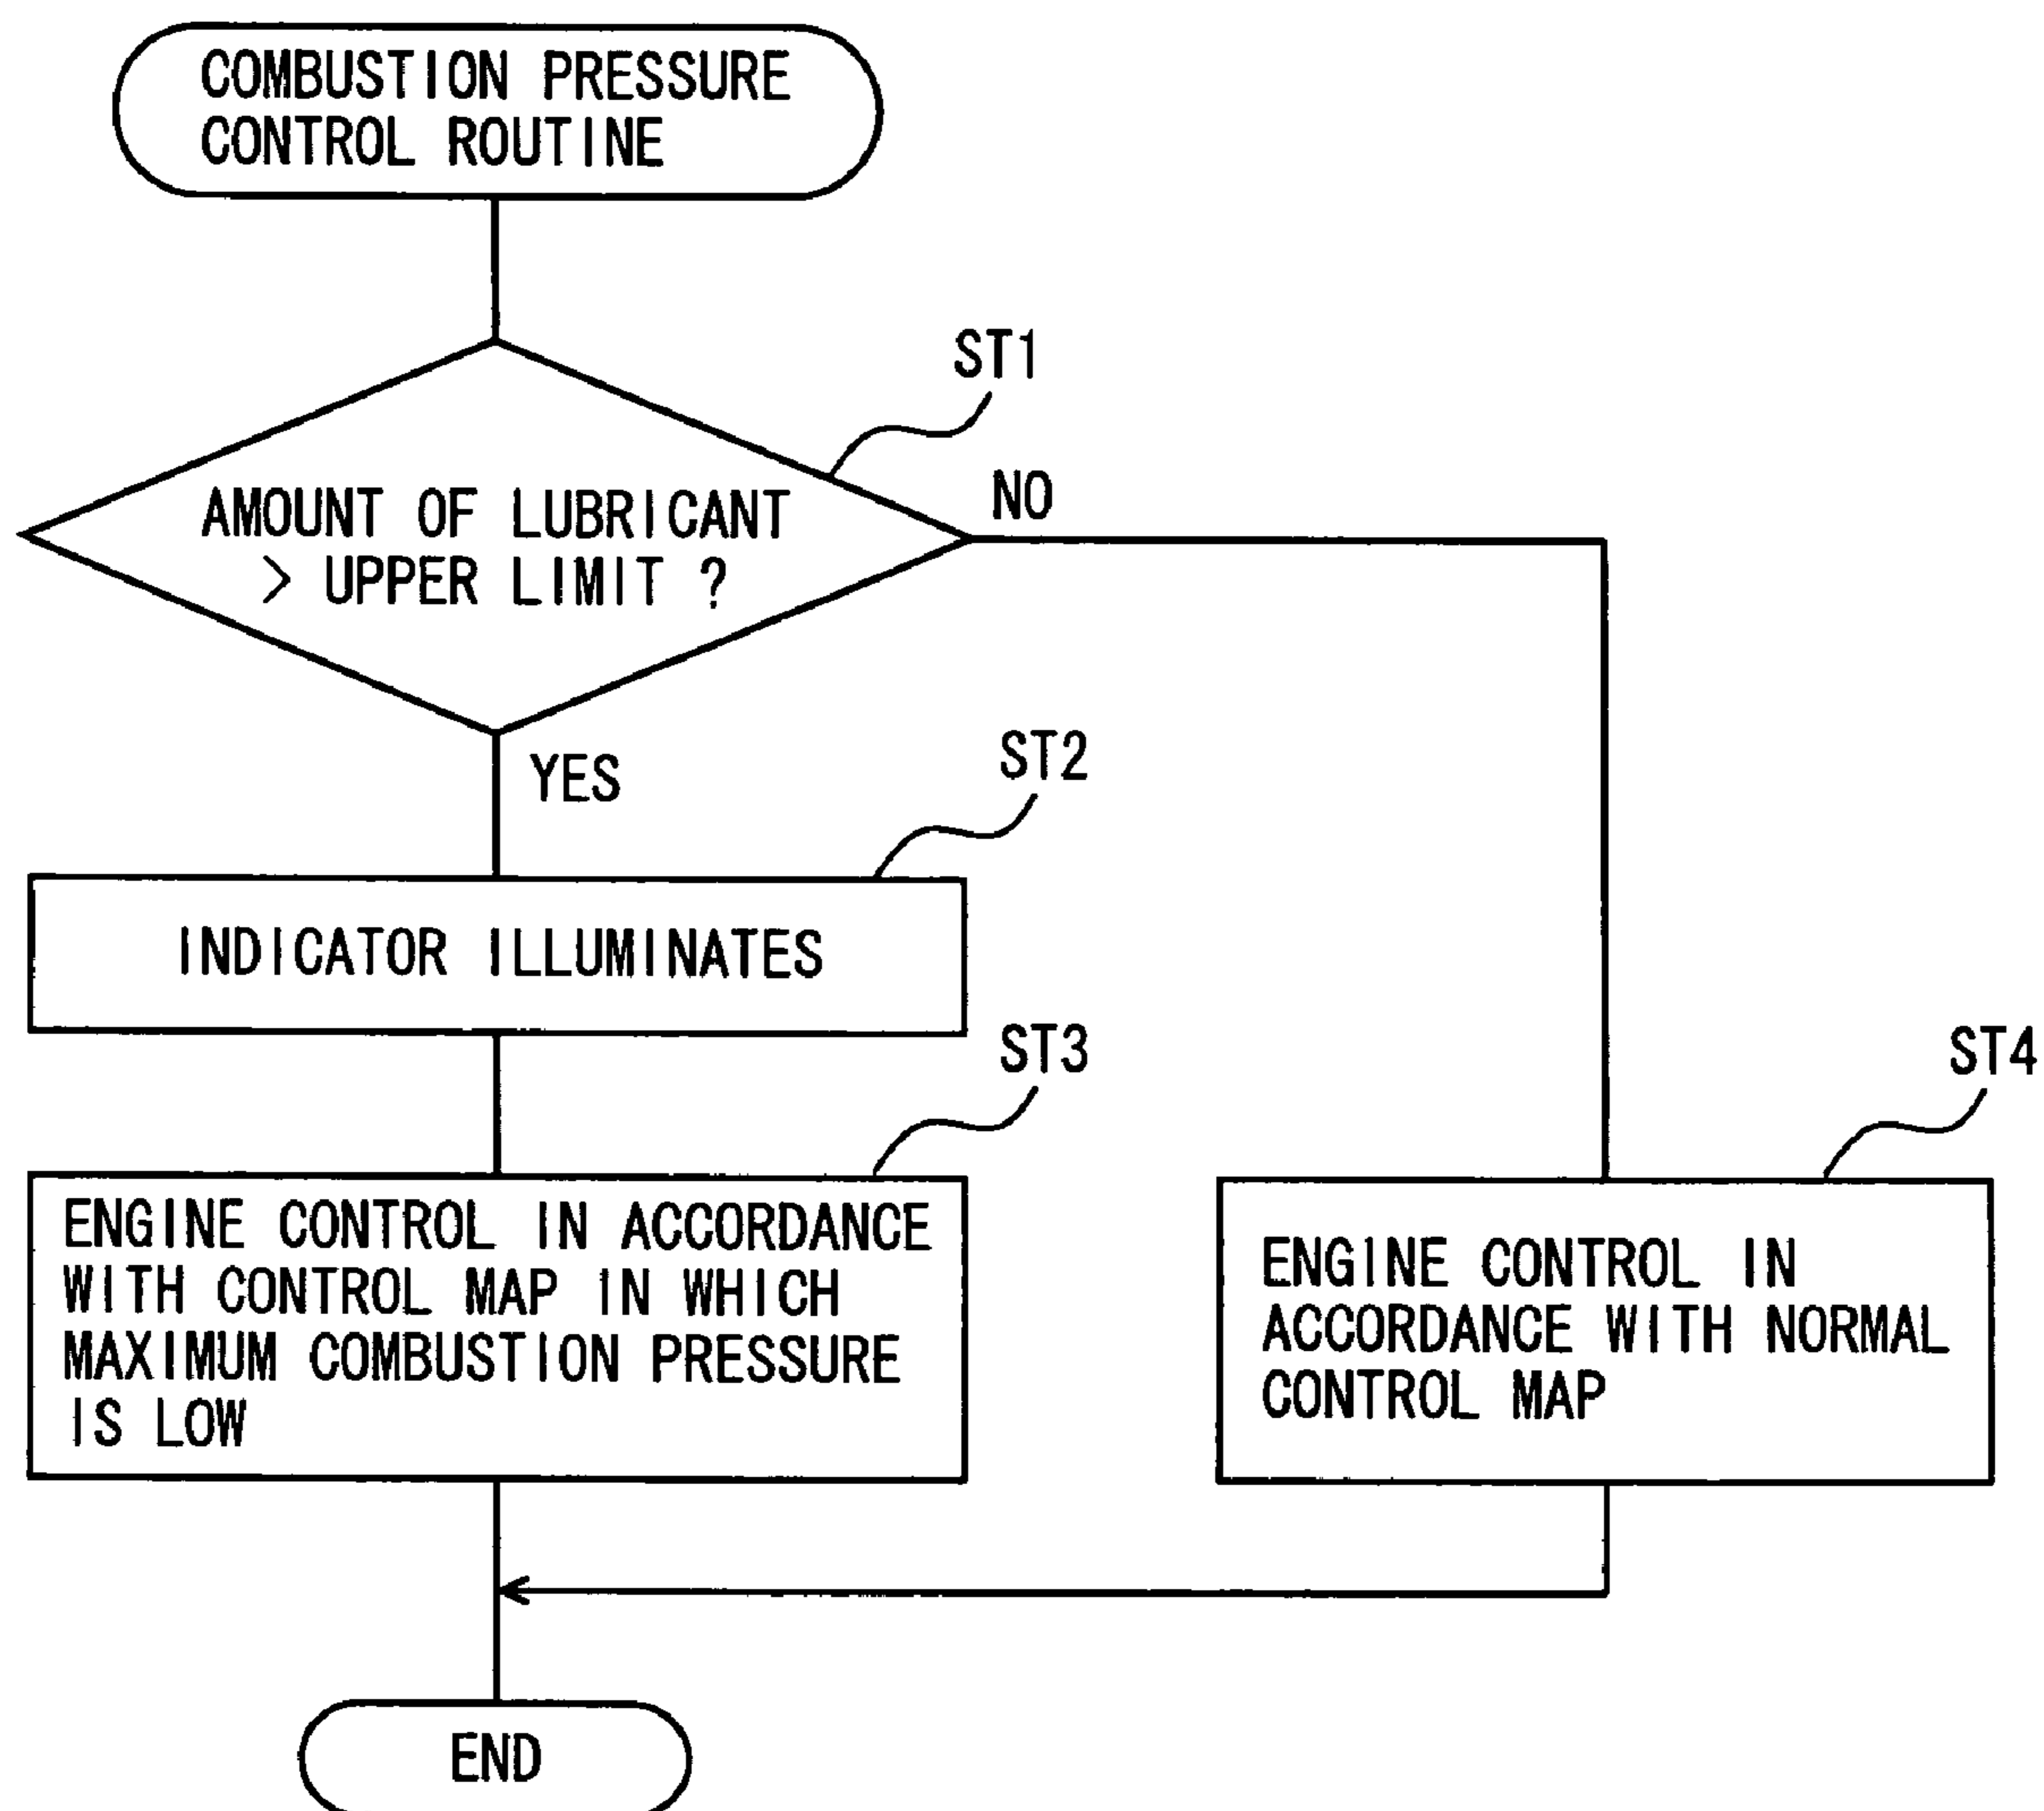 COMBUSTION PRESSURE
CONTROL ROUTINE
ST1
AMOUNT OF LUBRICANT
> UPPER LIMIT ?
NO
YES
ST2
INDICATOR ILLUMINATES
ST3
ENGINE CONTROL IN ACCORDANCE
WITH CONTROL MAP IN WHICH
MAXIMUM COMBUSTION PRESSURE
IS LOW
ST4
ENGINE CONTROL IN
ACCORDANCE WITH NORMAL
CONTROL MAP
END